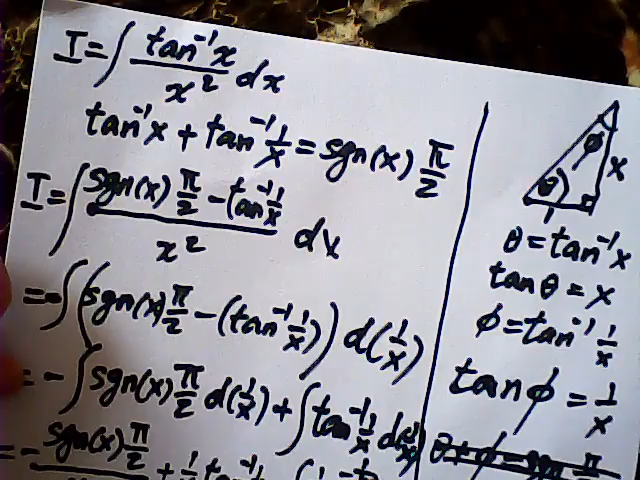 I = ∫ tan⁻¹x / x² dx
tan⁻¹x + tan⁻¹ 1/x = sgn(x) π/2
I = ∫ (sgn(x) π/2 - (tan⁻¹ 1/x) / x² dx
= -∫ (sgn(x) π/2 - (tan⁻¹ 1/x)) d(1/x)
= - ∫ sgn(x) π/2 d(1/x) + ∫ tan⁻¹ 1/x d(1/x)
= - sgn(x) π/2
φ
x
θ
1
θ = tan⁻¹x
tan θ = x
φ = tan⁻¹ 1/x
tan φ = 1/x